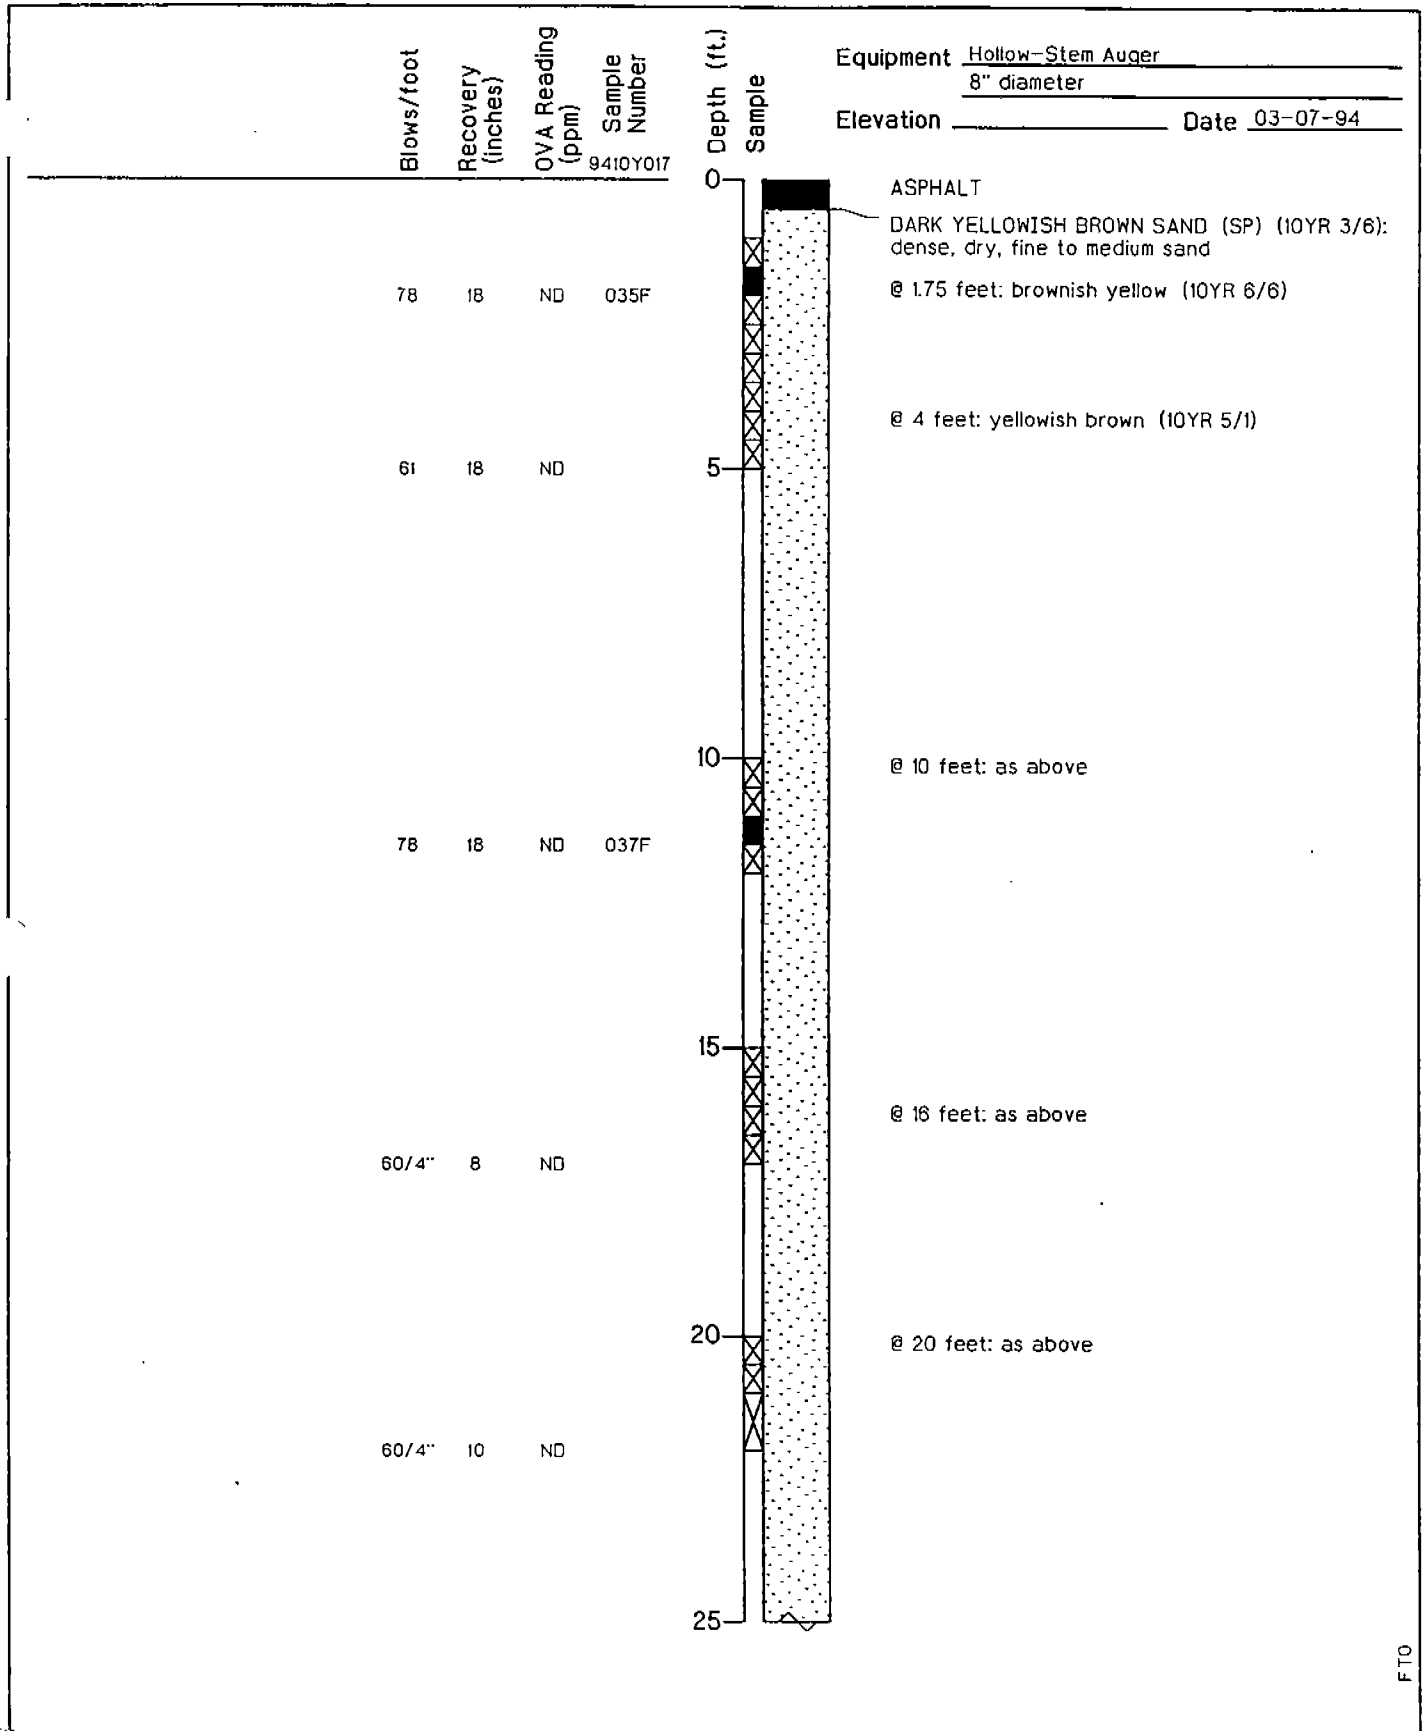 Blows/foot
Recovery
(inches)
OVA Reading
(ppm)
Sample
Number
9410Y017
Depth (ft.)
Sample
Equipment Hollow-Stem Auger
8" diameter
Elevation Date 03-07-94
0
ASPHALT
DARK YELLOWISH BROWN SAND (SP) (10YR 3/6):
dense, dry, fine to medium sand
78 18 ND 035F @ 1.75 feet: brownish yellow (10YR 6/6)
@ 4 feet: yellowish brown (10YR 5/1)
61 18 ND 5
10 @ 10 feet: as above
78 18 ND 037F
15
@ 16 feet: as above
60/4" 8 ND
20 @ 20 feet: as above
60/4" 10 ND
25
FTO